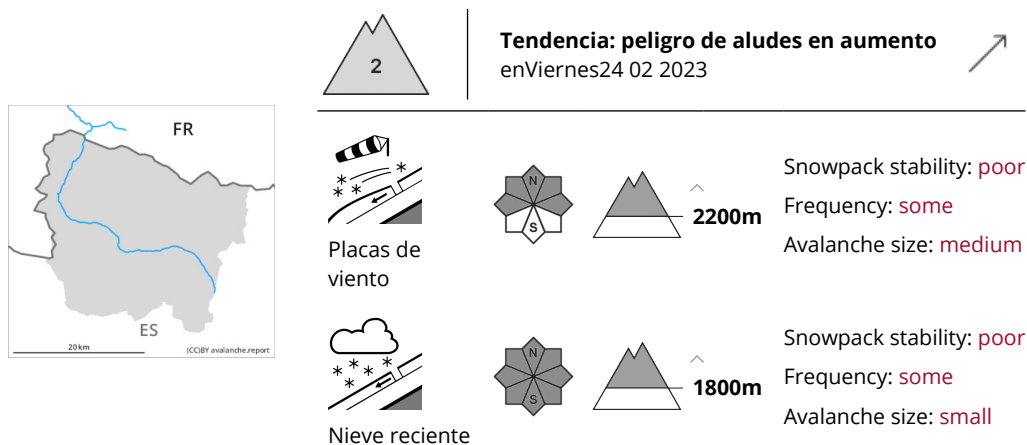 2
Tendencia: peligro de aludes en aumento
enViernes24 02 2023
FR
ES
20 km
(CC)BY avalanche.report
Placas de
viento
N
S
2200m
Snowpack stability: poor
Frequency: some
Avalanche size: medium
Nieve reciente
N
S
1800m
Snowpack stability: poor
Frequency: some
Avalanche size: small